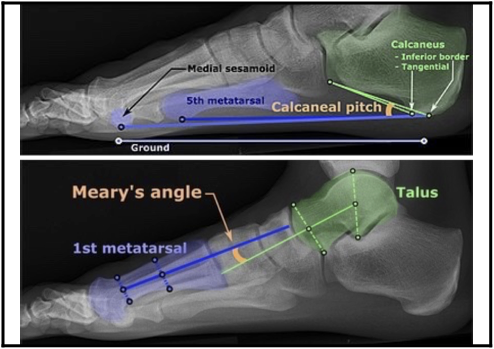 Calcaneus
- Inferior border
- Tangential
Medial sesamoid
5th metatarsal
Calcaneal pitch
Ground
Meary's angle
Talus
1st metatarsal